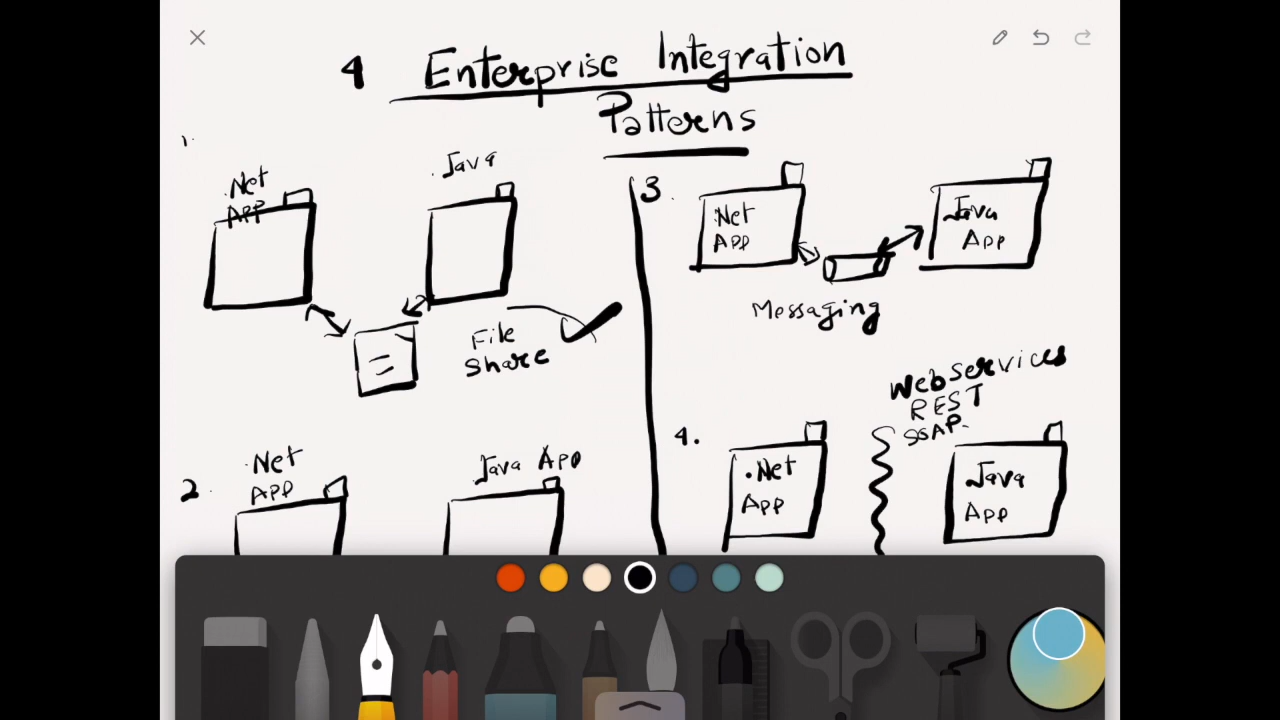 4 Enterprise Integration
Patterns
1.
.Net
APP
.Java
File
Share
2.
.Net
APP
Java App
3.
.Net
App
Java
App
Messaging
4.
Webservices
REST
SOAP.
.Net
App
Java
App